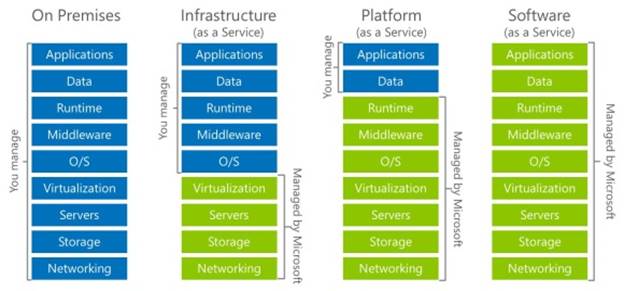 On Premises
You manage
Applications
Data
Runtime
Middleware
O/S
Virtualization
Servers
Storage
Networking
Infrastructure
(as a Service)
You manage
Applications
Data
Runtime
Middleware
O/S
Virtualization
Servers
Storage
Networking
Managed by Microsoft
Platform
(as a Service)
You manage
Applications
Data
Runtime
Middleware
O/S
Virtualization
Servers
Storage
Networking
Managed by Microsoft
Software
(as a Service)
Applications
Data
Runtime
Middleware
O/S
Virtualization
Servers
Storage
Networking
Managed by Microsoft